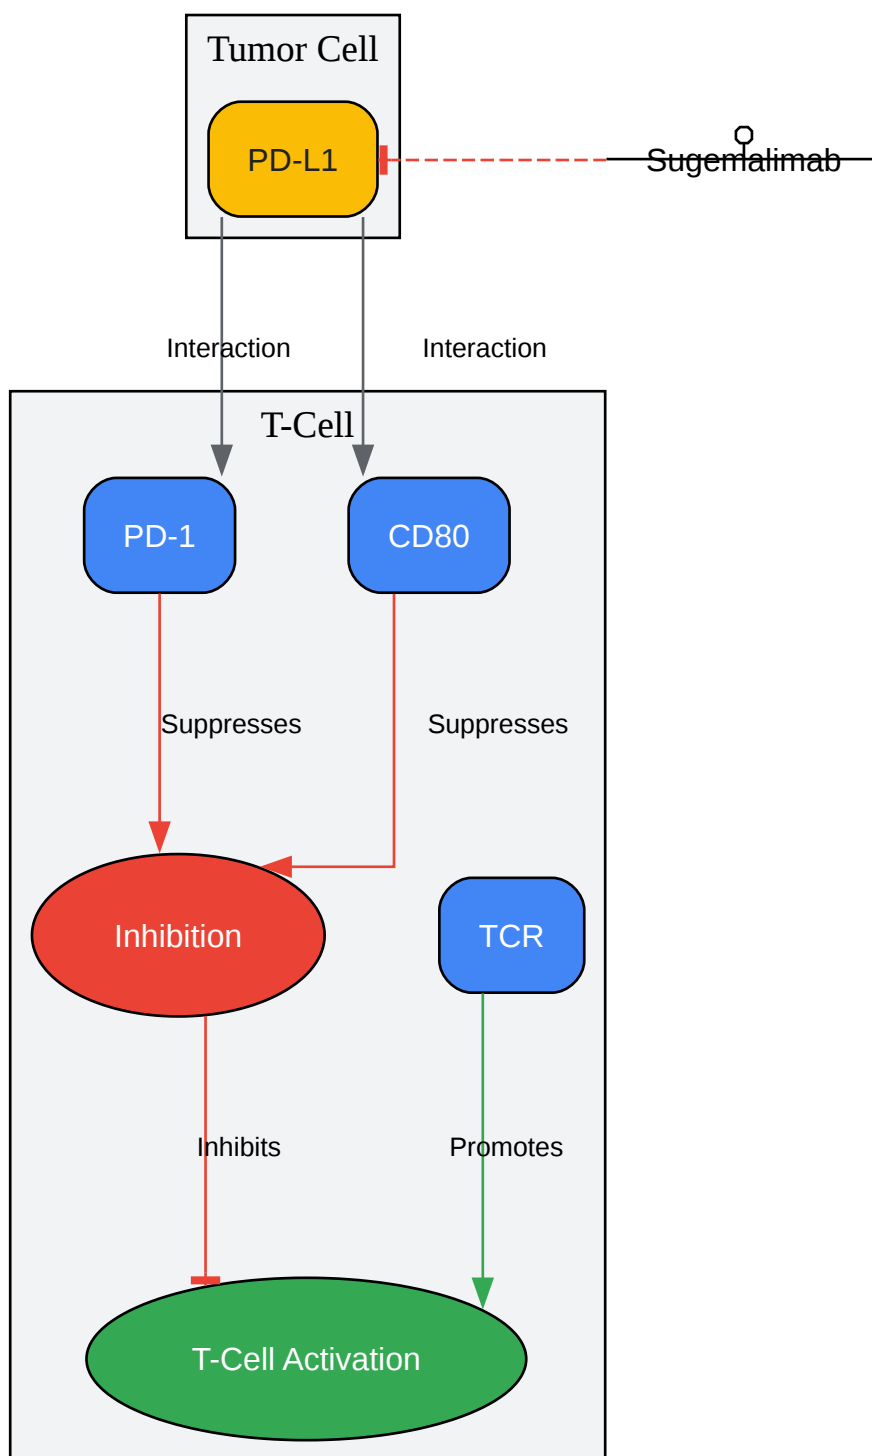 Tumor Cell
PD-L1
Sugemalimab
Interaction
Interaction
T-Cell
PD-1
CD80
Suppresses
Suppresses
Inhibition
TCR
Inhibits
Promotes
T-Cell Activation